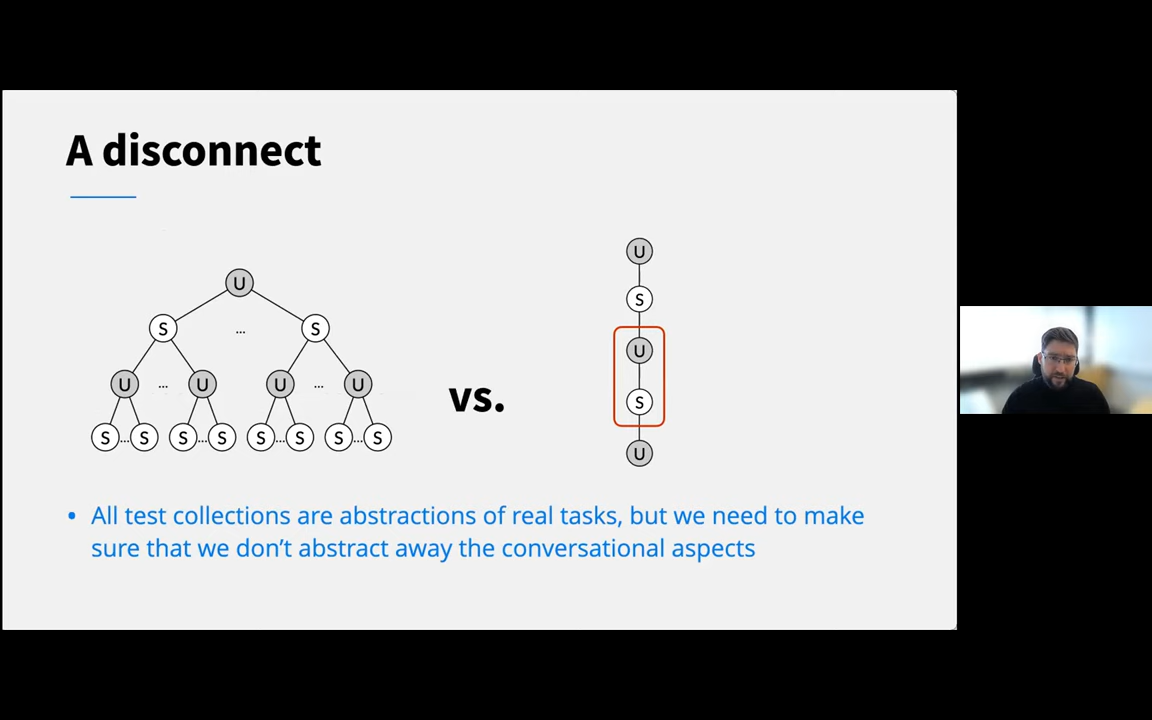 A disconnect
U
U
S ... S
S
U ... U U ... U
vs.
U
S
S...S S...S S...S S...S
U
• All test collections are abstractions of real tasks, but we need to make
sure that we don't abstract away the conversational aspects